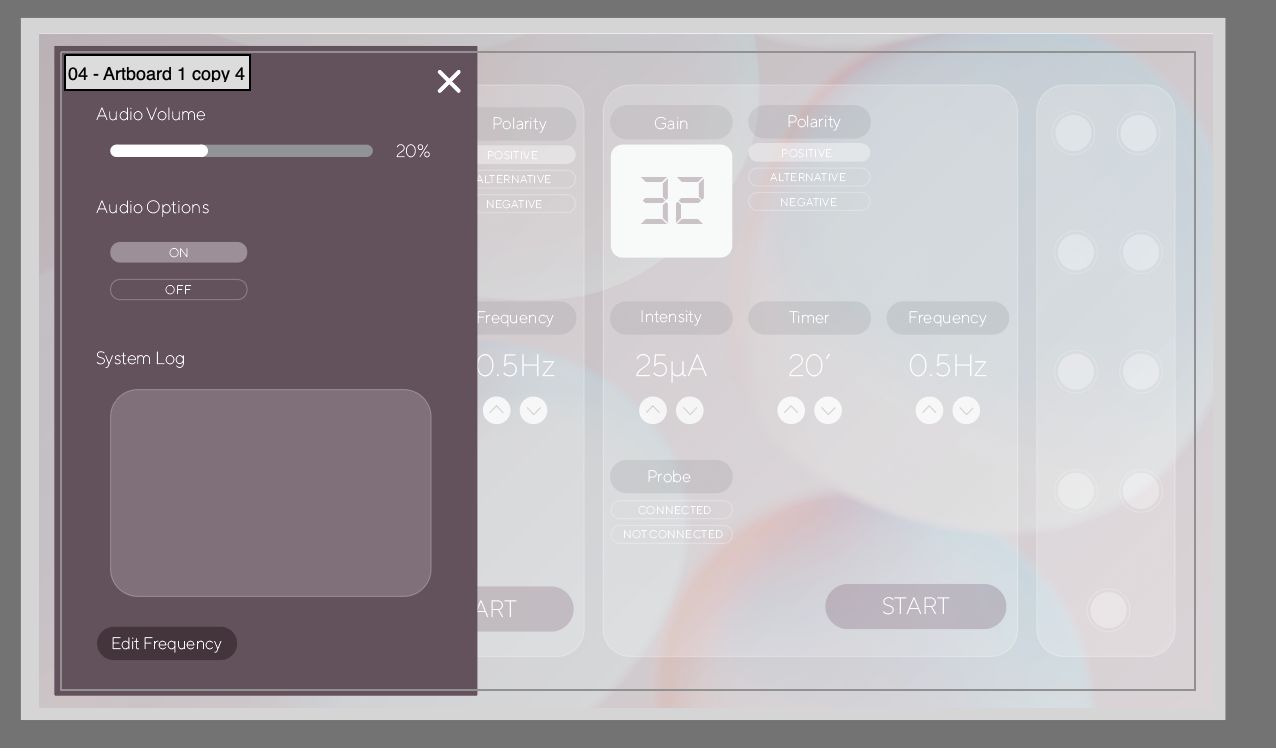 04 - Artboard 1 copy 4
Audio Volume
20%
Audio Options
ON
OFF
System Log
Edit Frequency
Polarity
POSITIVE
ALTERNATIVE
NEGATIVE
Frequency
0.5Hz
ART
Gain
32
Polarity
POSITIVE
ALTERNATIVE
NEGATIVE
Intensity
25µA
Timer
20′
Frequency
0.5Hz
Probe
CONNECTED
NOT CONNECTED
START